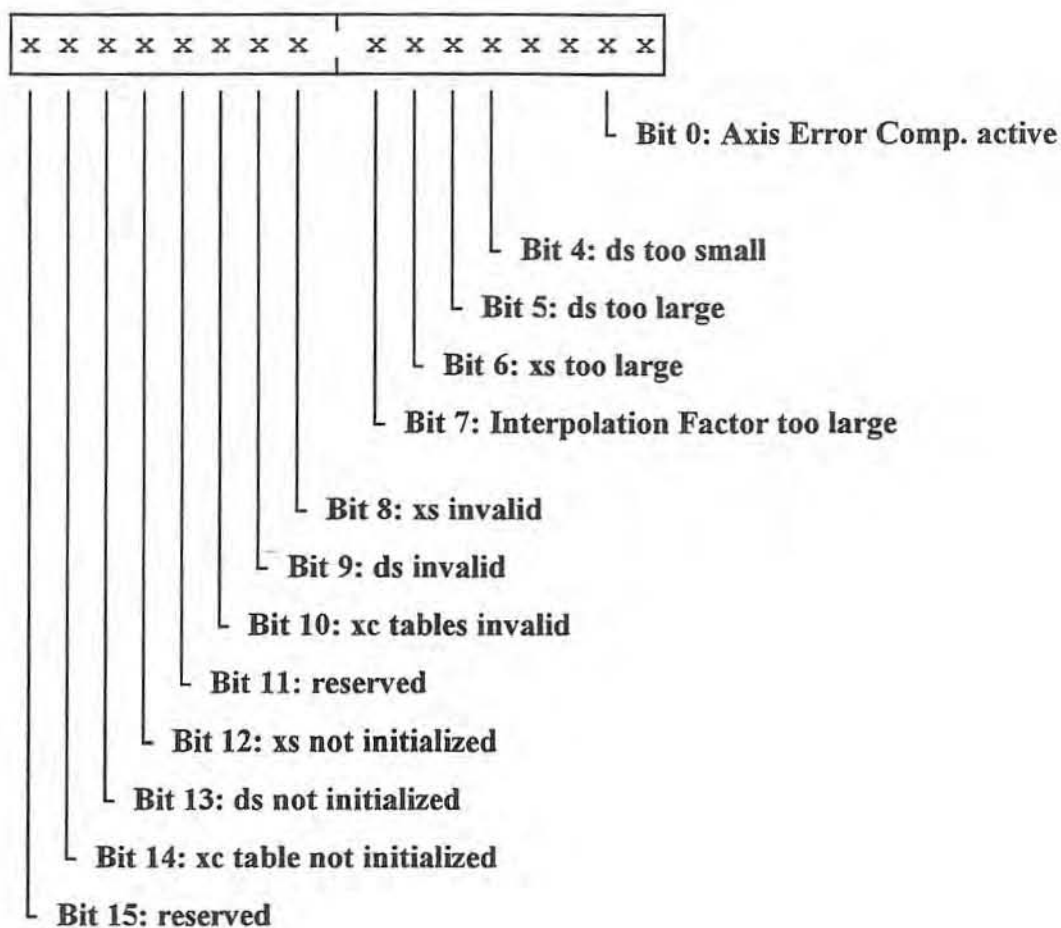 x x x x x x x x x x x x x x x x
Bit 0: Axis Error Comp. active
Bit 4: ds too small
Bit 5: ds too large
Bit 6: xs too large
Bit 7: Interpolation Factor too large
Bit 8: xs invalid
Bit 9: ds invalid
Bit 10: xc tables invalid
Bit 11: reserved
Bit 12: xs not initialized
Bit 13: ds not initialized
Bit 14: xc table not initialized
Bit 15: reserved